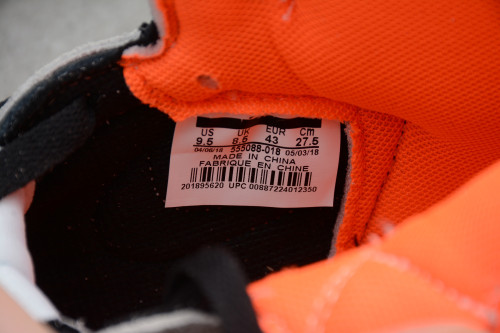 US UK EUR Cm
9.5 8.5 43 27.5
04/06/18 555088-018 05/03/18
MADE IN CHINA
FABRIQUE EN CHINE
201895620 UPC 00887224012350